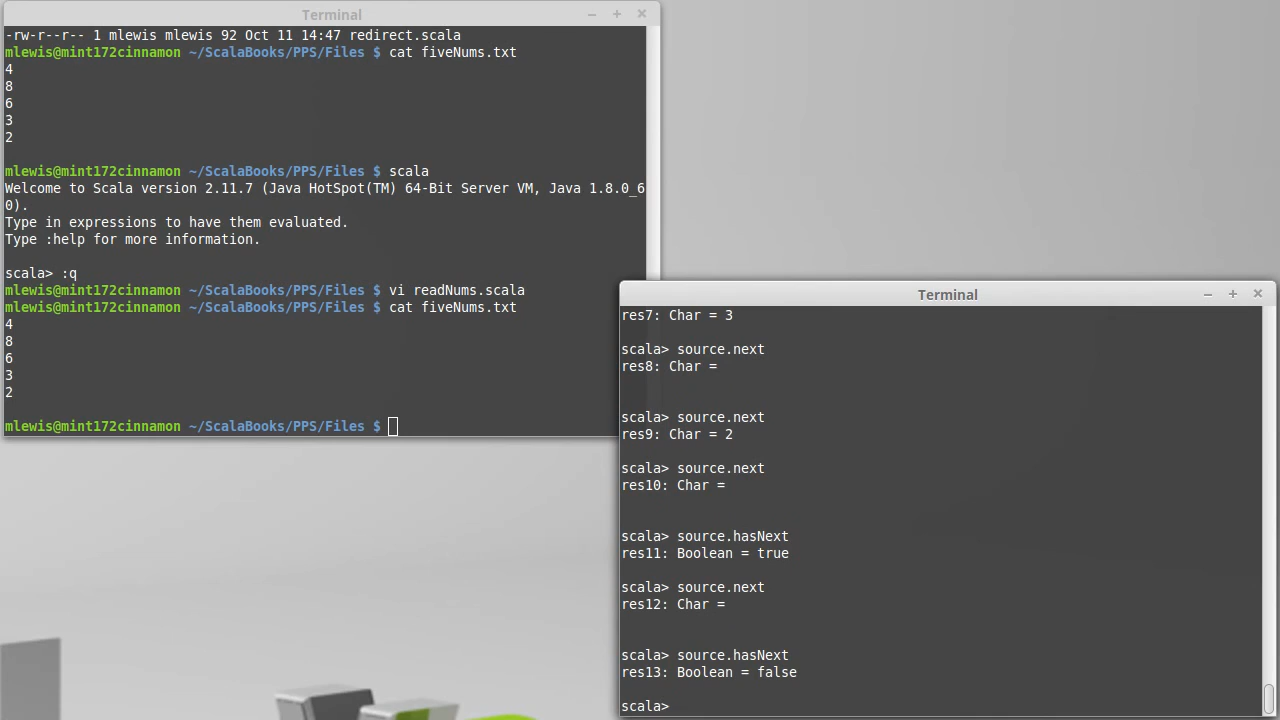 Terminal
-rw-r--r-- 1 mlewis mlewis 92 Oct 11 14:47 redirect.scala
mlewis@mint172cinnamon ~/ScalaBooks/PPS/Files $ cat fiveNums.txt
4
8
6
3
2
mlewis@mint172cinnamon ~/ScalaBooks/PPS/Files $ scala
Welcome to Scala version 2.11.7 (Java HotSpot(TM) 64-Bit Server VM, Java 1.8.0_6
0).
Type in expressions to have them evaluated.
Type :help for more information.
scala> :q
mlewis@mint172cinnamon ~/ScalaBooks/PPS/Files $ vi readNums.scala
mlewis@mint172cinnamon ~/ScalaBooks/PPS/Files $ cat fiveNums.txt
4
8
6
3
2
mlewis@mint172cinnamon ~/ScalaBooks/PPS/Files $
Terminal
res7: Char = 3
scala> source.next
res8: Char =
scala> source.next
res9: Char = 2
scala> source.next
res10: Char =
scala> source.hasNext
res11: Boolean = true
scala> source.next
res12: Char =
scala> source.hasNext
res13: Boolean = false
scala>